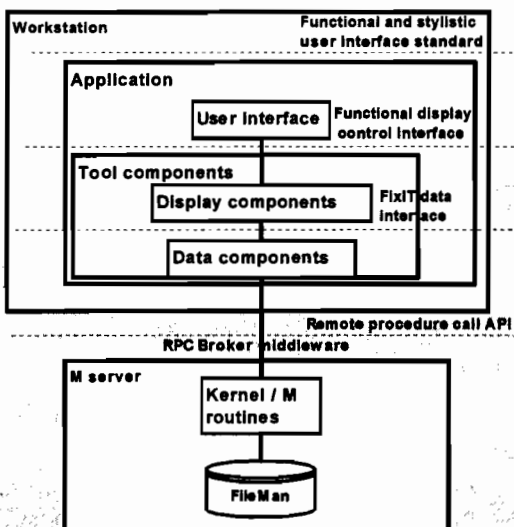 Workstation
Functional and stylistic
user interface standard
Application
User interface
Functional display
control interface
Tool components
Display components
FixIT data
interface
Data components
Remote procedure call API
RPC Broker middleware
M server
Kernel / M
routines
FileMan